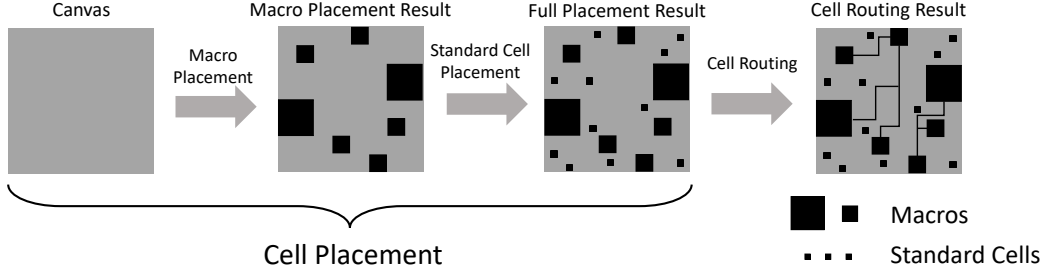 Canvas
Macro Placement Result
Full Placement Result
Cell Routing Result
Macro
Placement
Standard Cell
Placement
Cell Routing
Macros
Standard Cells
Cell Placement